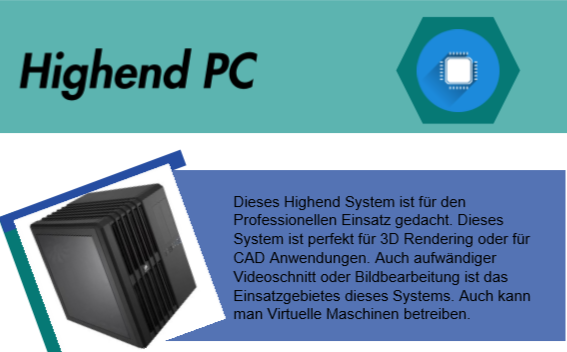 Highend PC
Dieses Highend System ist für den
Professionellen Einsatz gedacht. Dieses
System ist perfekt für 3D Rendering oder für
CAD Anwendungen. Auch aufwändiger
Videoschnitt oder Bildbearbeitung ist das
Einsatzgebietes dieses Systems. Auch kann
man Virtuelle Maschinen betreiben.